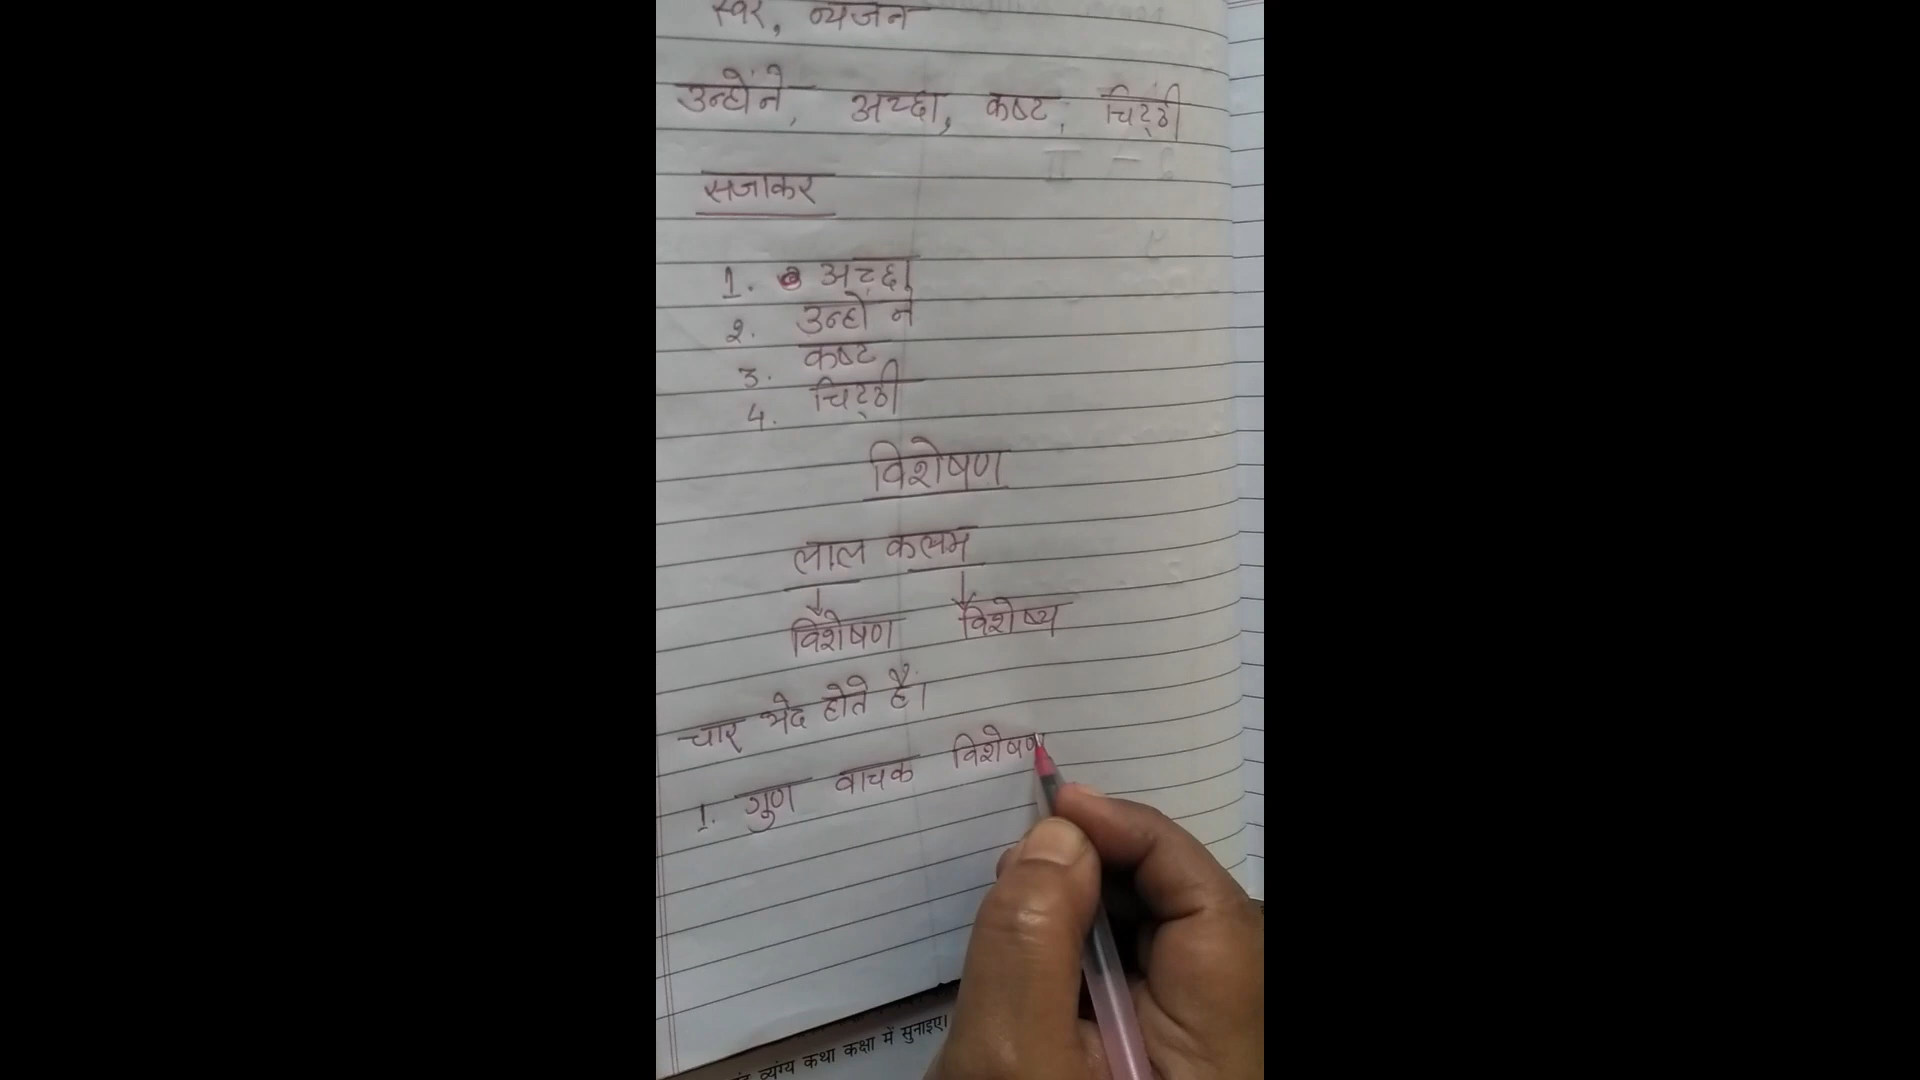 स्वर, व्यजन
उन्होंने, अच्छा, कष्ट, चिट्ठी
सजाकर
1. अच्छा
2. उन्होंने
3. कष्ट
4. चिट्ठी
विशेषण
लाल कलम
विशेषण विशेष्य
चार भेद होते हैं।
1. गुण वाचक विशेषण
व्यंग्य कथा कक्षा में सुनाइए।